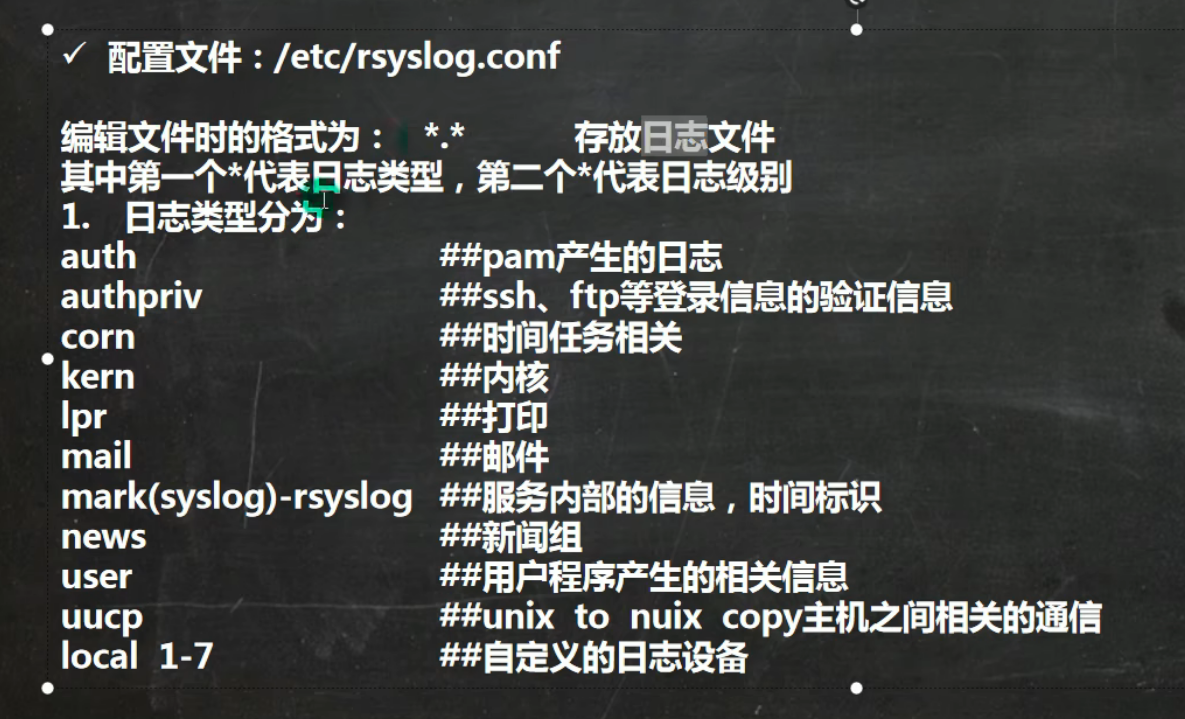 ✓ 配置文件：/etc/rsyslog.conf
编辑文件时的格式为： *.* 存放日志文件
其中第一个*代表日志类型，第二个*代表日志级别
1. 日志类型分为：
auth ##pam产生的日志
authpriv ##ssh、ftp等登录信息的验证信息
corn ##时间任务相关
kern ##内核
lpr ##打印
mail ##邮件
mark(syslog)-rsyslog ##服务内部的信息，时间标识
news ##新闻组
user ##用户程序产生的相关信息
uucp ##unix to nuix copy主机之间相关的通信
local 1-7 ##自定义的日志设备